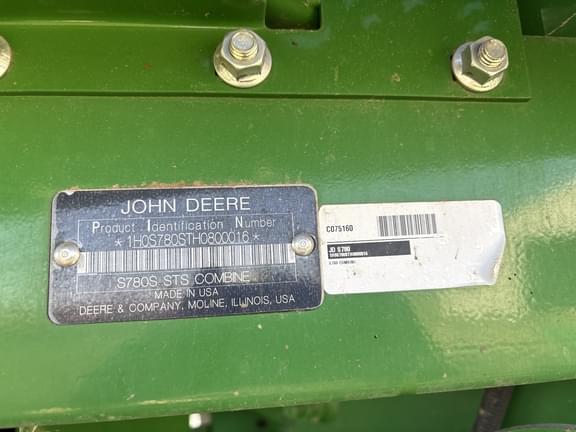 JOHN DEERE
Product Identification Number
*1H0S780STH0800016*
S780S STS COMBINE
MADE IN USA
DEERE & COMPANY, MOLINE, ILLINOIS, USA
C075160
JD S780
1H0S780STH0800016